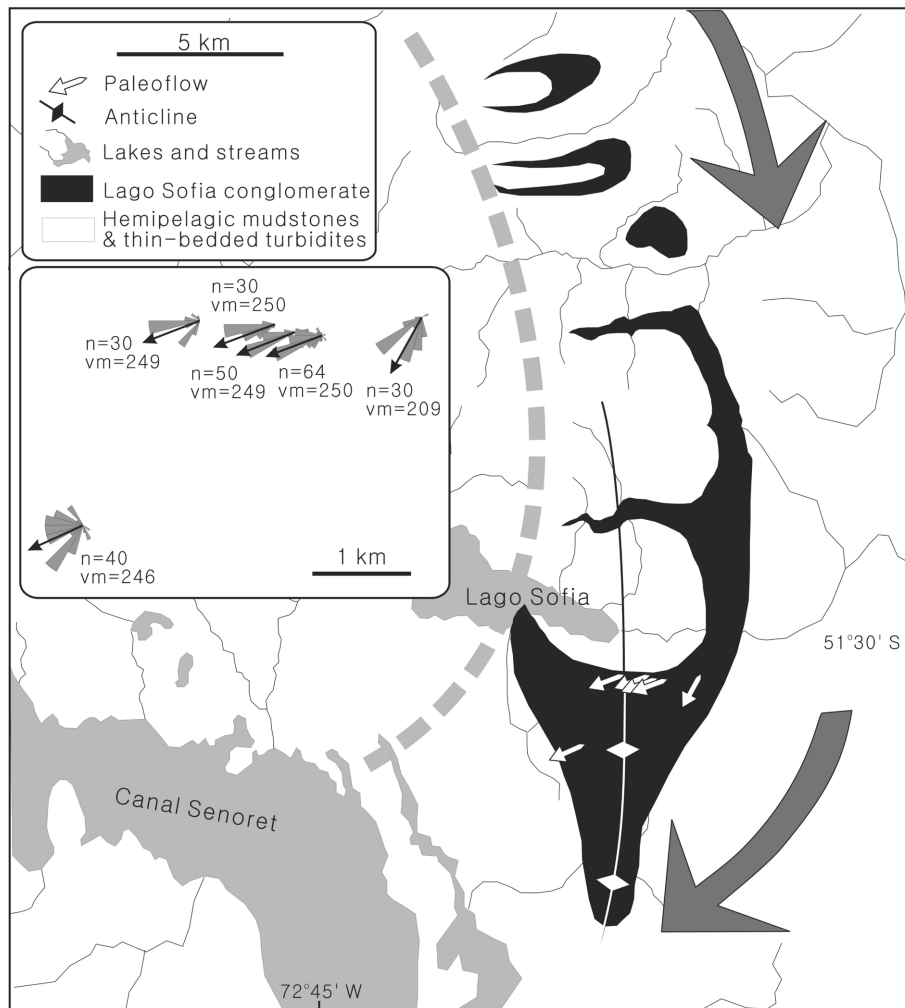 5 km
Paleoflow
Anticline
Lakes and streams
Lago Sofia conglomerate
Hemipelagic mudstones
& thin-bedded turbidites
n=30
vm=250
n=30
vm=249
n=50
vm=249
n=64
vm=250
n=30
vm=209
n=40
vm=246
1 km
Lago Sofia
51°30' S
Canal Senoret
72°45' W